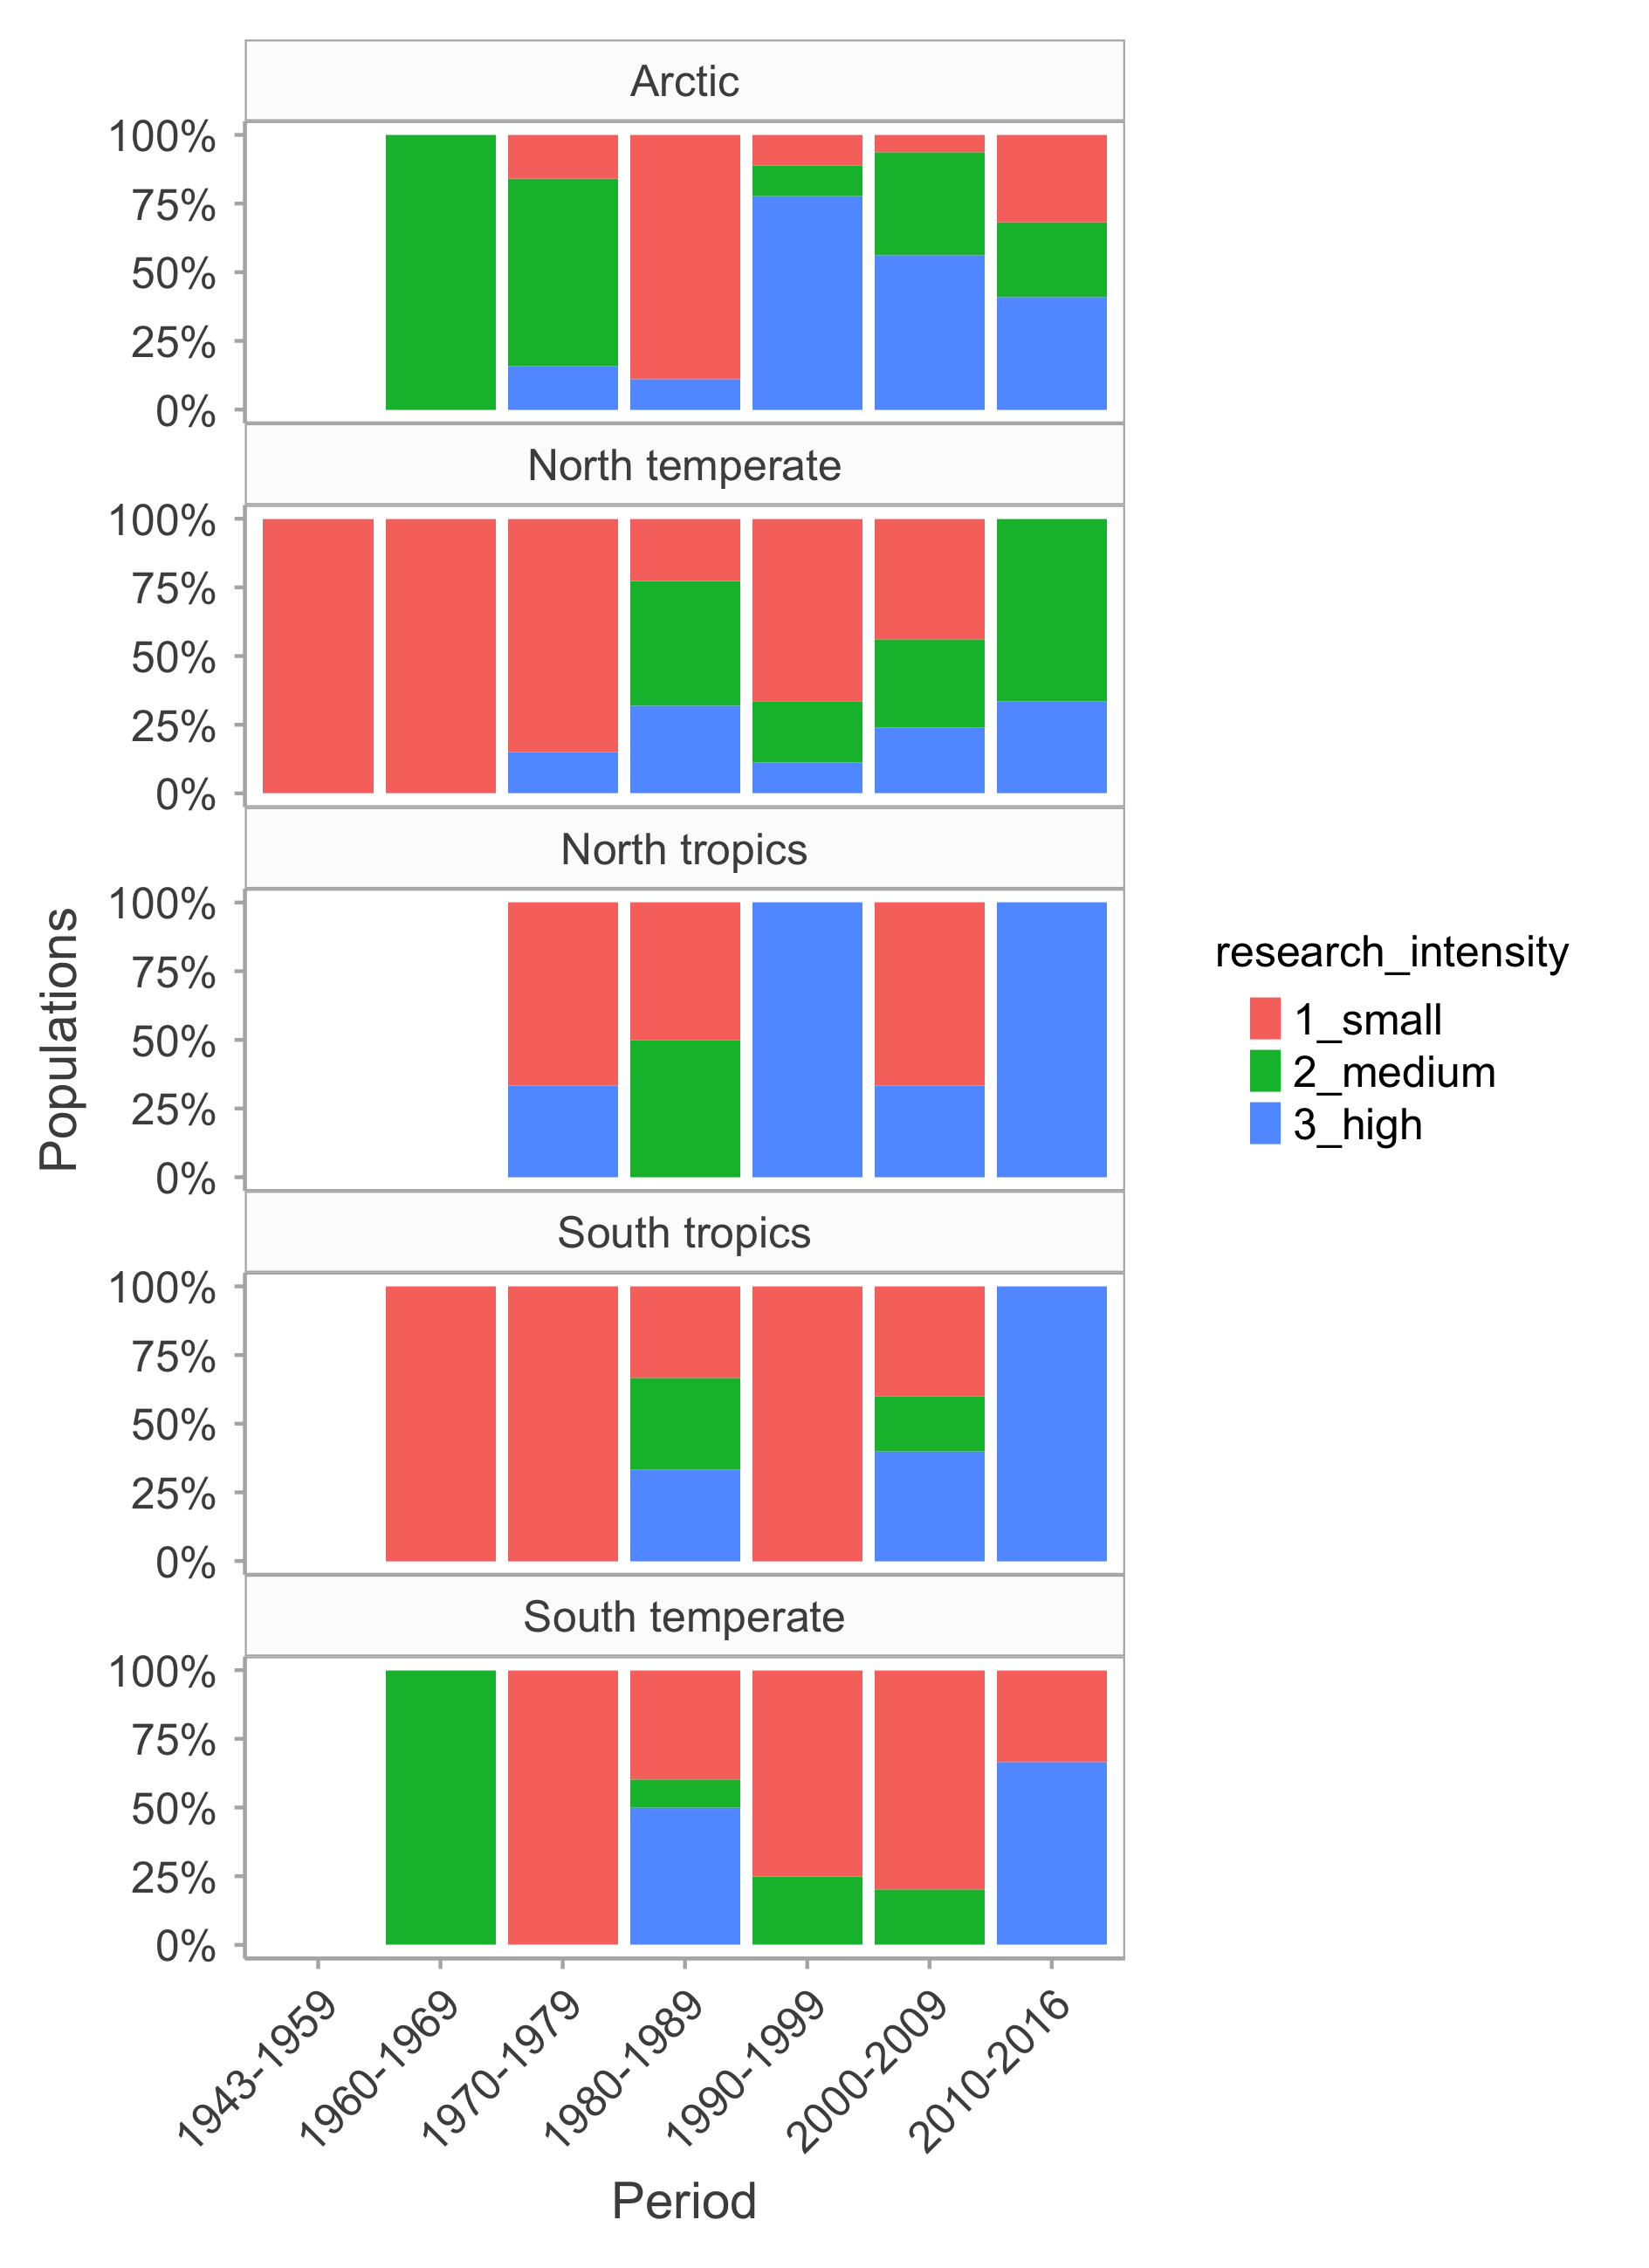 Arctic
100%
75%
50%
25%
0%
North temperate
100%
75%
50%
25%
0%
North tropics
100%
75%
50%
25%
0%
South tropics
100%
75%
50%
25%
0%
South temperate
100%
75%
50%
25%
0%
Populations
1943-1959
1960-1969
1970-1979
1980-1989
1990-1999
2000-2009
2010-2016
Period
research_intensity
1_small
2_medium
3_high